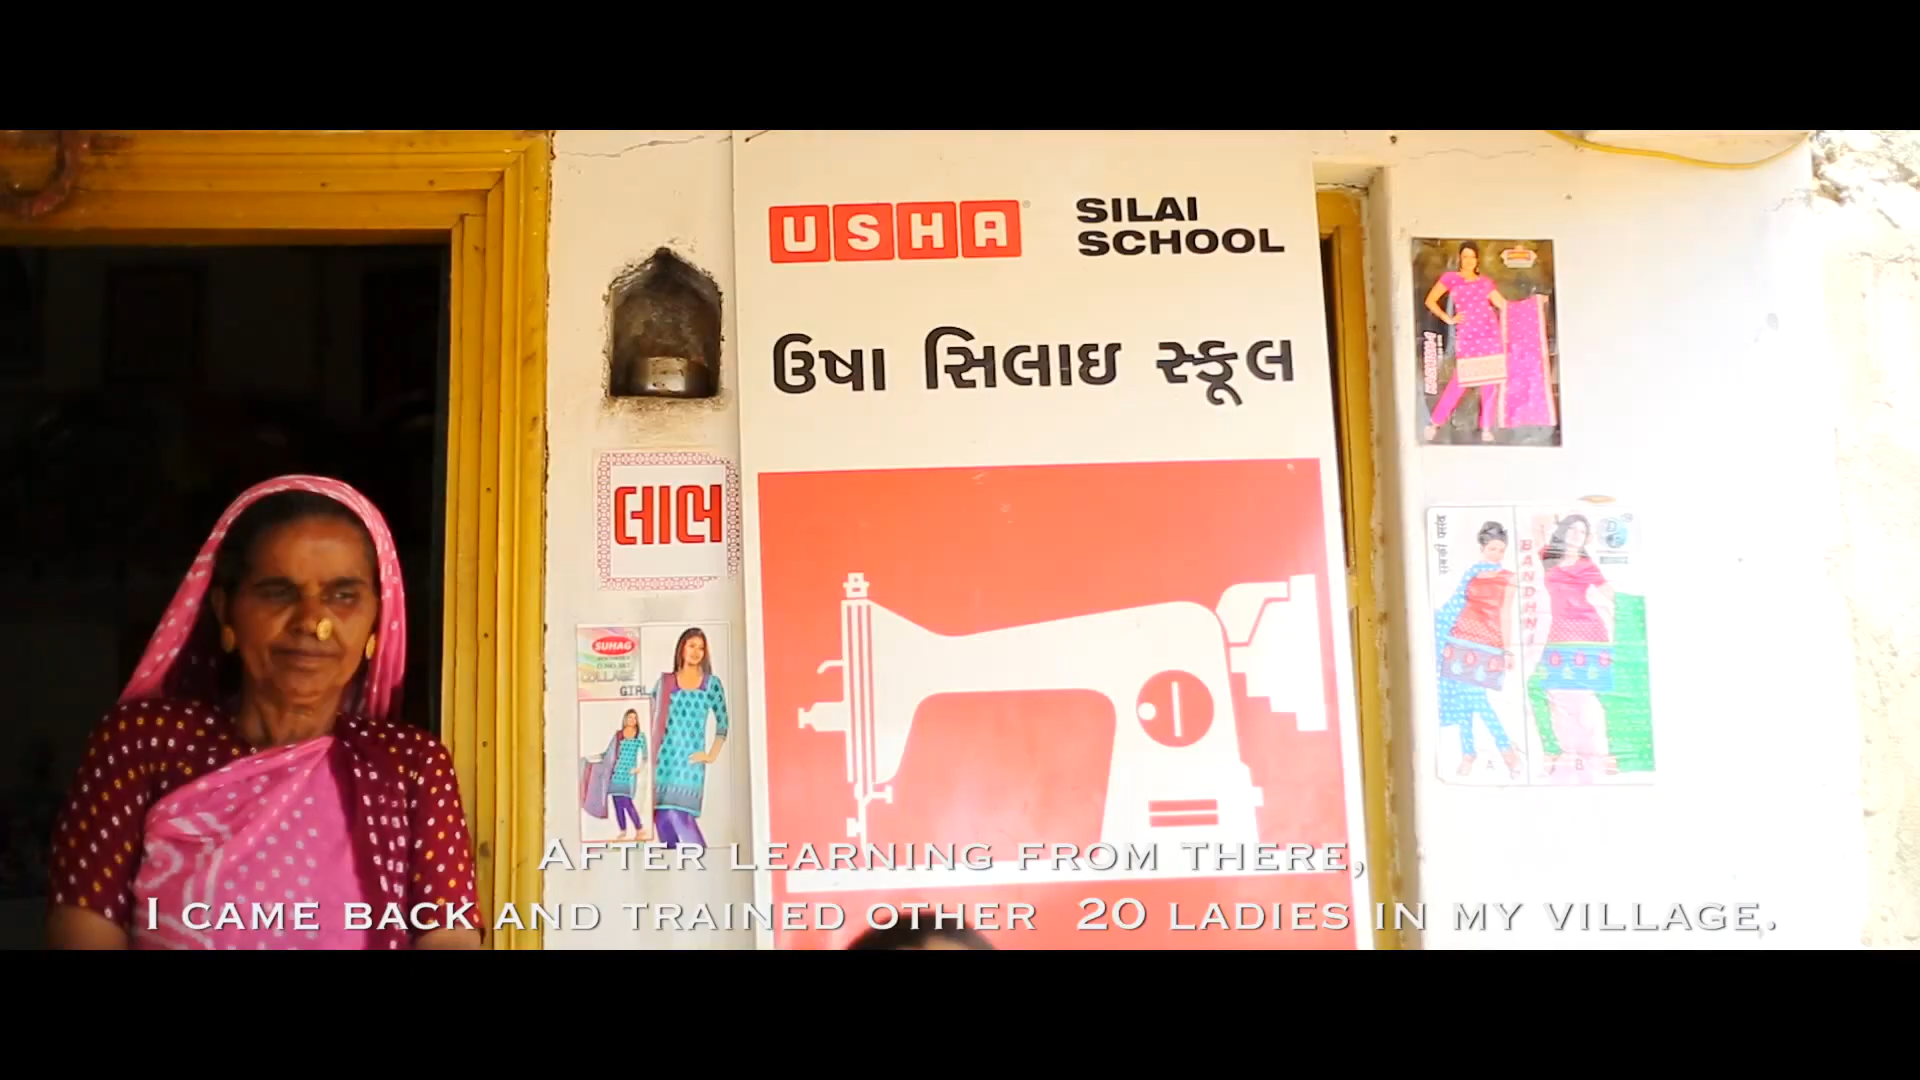 USHA
SILAI
SCHOOL
ઉષા સિલાઇ સ્કૂલ
લાભ
SUHAG
COLLAGE
GIRL
BANDHNI
A
B
AFTER LEARNING FROM THERE,
I CAME BACK AND TRAINED OTHER 20 LADIES IN MY VILLAGE.